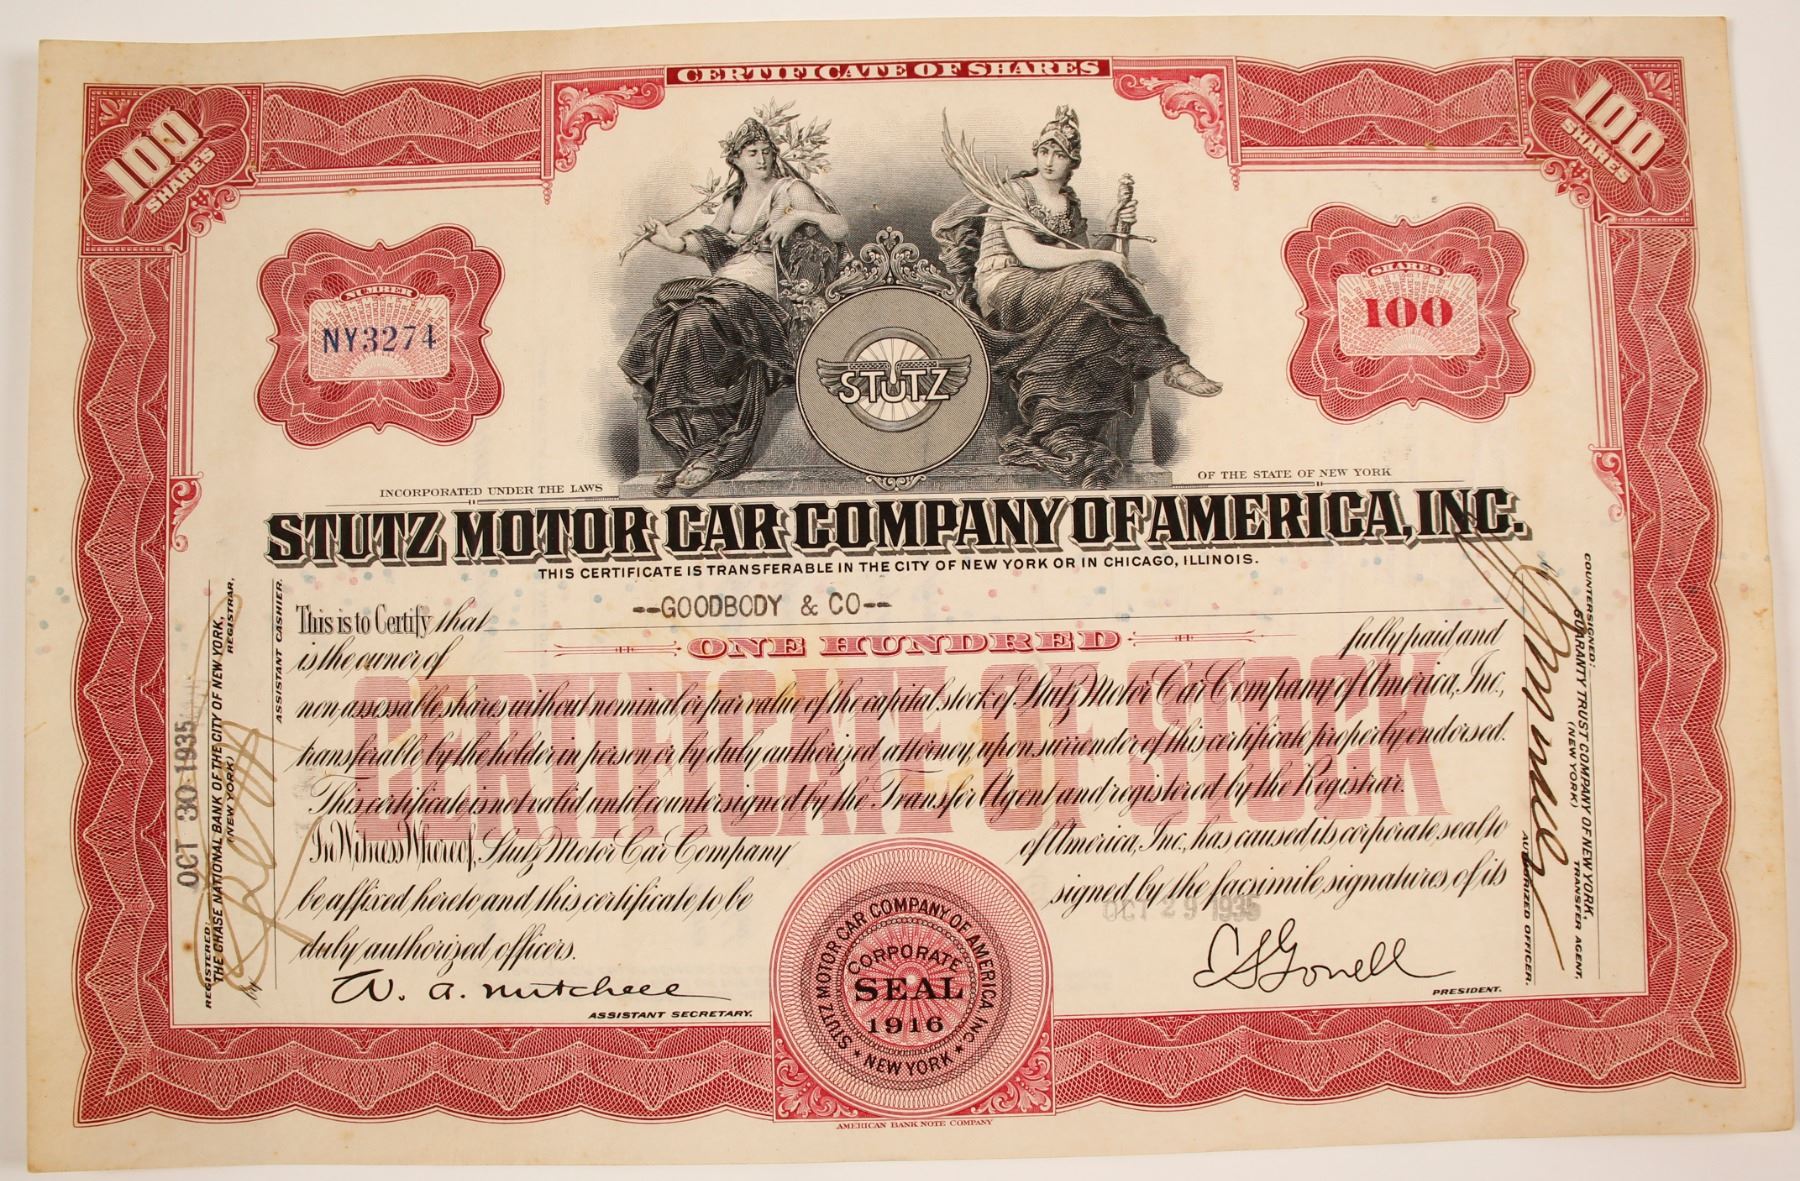 CERTIFICATE OF SHARES
100
SHARES
100
SHARES
NUMBER
NY3274
SHARES
100
STUTZ
INCORPORATED UNDER THE LAWS
OF THE STATE OF NEW YORK
STUTZ MOTOR CAR COMPANY OF AMERICA, INC.
THIS CERTIFICATE IS TRANSFERABLE IN THE CITY OF NEW YORK OR IN CHICAGO, ILLINOIS.
This is to Certify that --GOODBODY & CO--
is the owner of ONE HUNDRED fully paid and
non-assessable shares without nominal or par value of the capital stock of Stutz Motor Car Company of America, Inc.,
transferable by the holder in person or by duly authorized attorney, upon surrender of this certificate properly endorsed.
This certificate is not valid until countersigned by the Transfer Agent and registered by the Registrar.
In Witness Whereof, Stutz Motor Car Company of America, Inc., has caused its corporate seal to
be affixed hereto and this certificate to be signed by the facsimile signatures of its
duly authorized officers.
CERTIFICATE OF STOCK
OCT 29 1935
W. A. Mitchell
ASSISTANT SECRETARY.
PRESIDENT.
STUTZ MOTOR CAR COMPANY OF AMERICA, INC.
CORPORATE
SEAL
1916
* NEW YORK *
AMERICAN BANK NOTE COMPANY
OCT 30 1935
REGISTERED:
THE CHASE NATIONAL BANK OF THE CITY OF NEW YORK,
(NEW YORK) REGISTRAR.
by
ASSISTANT CASHIER.
COUNTERSIGNED:
GUARANTY TRUST COMPANY OF NEW YORK,
(NEW YORK) TRANSFER AGENT.
by
AUTHORIZED OFFICER.